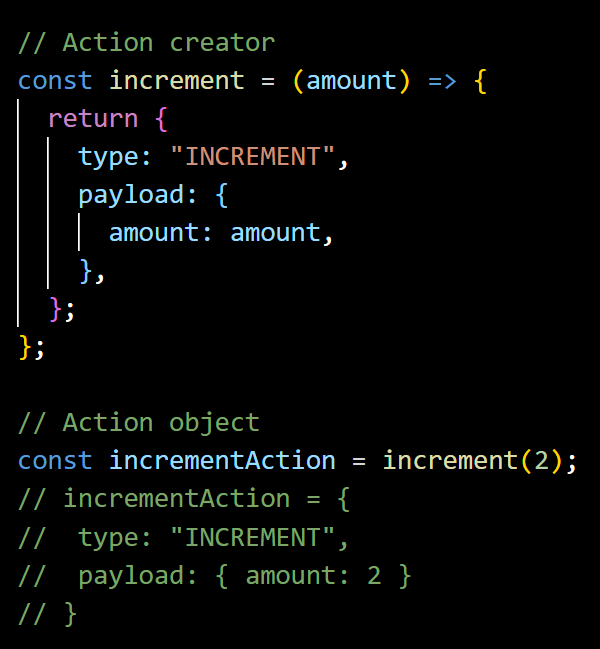 // Action creator
const increment = (amount) => {
  return {
    type: "INCREMENT",
    payload: {
      amount: amount,
    },
  };
};

// Action object
const incrementAction = increment(2);
// incrementAction = {
//  type: "INCREMENT",
//  payload: { amount: 2 }
// }